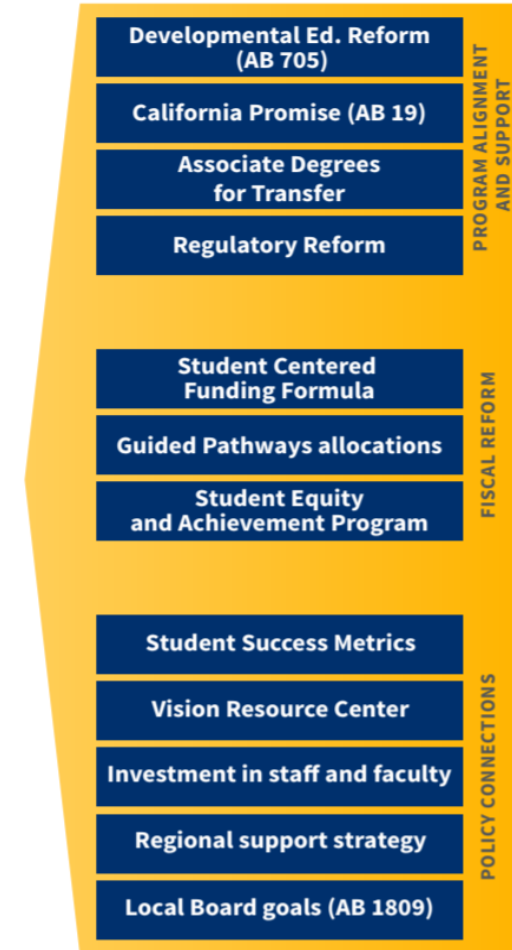 Developmental Ed. Reform
(AB 705)
California Promise (AB 19)
Associate Degrees
for Transfer
Regulatory Reform
PROGRAM ALIGNMENT
AND SUPPORT
Student Centered
Funding Formula
Guided Pathways allocations
Student Equity
and Achievement Program
FISCAL REFORM
Student Success Metrics
Vision Resource Center
Investment in staff and faculty
Regional support strategy
Local Board goals (AB 1809)
POLICY CONNECTIONS